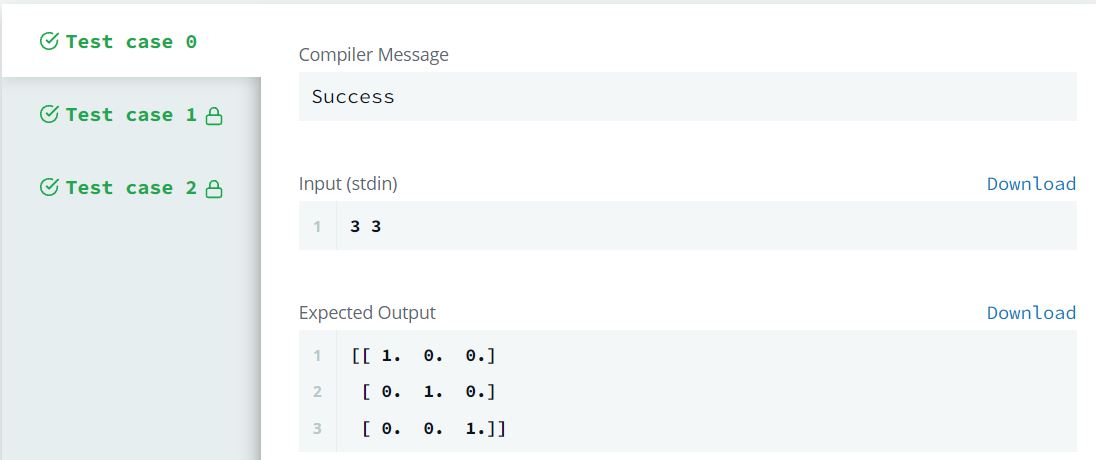 Test case 0
Test case 1
Test case 2
Compiler Message
Success
Input (stdin)
Download
1 3 3
Expected Output
Download
1 [[ 1.  0.  0.]
2  [ 0.  1.  0.]
3  [ 0.  0.  1.]]